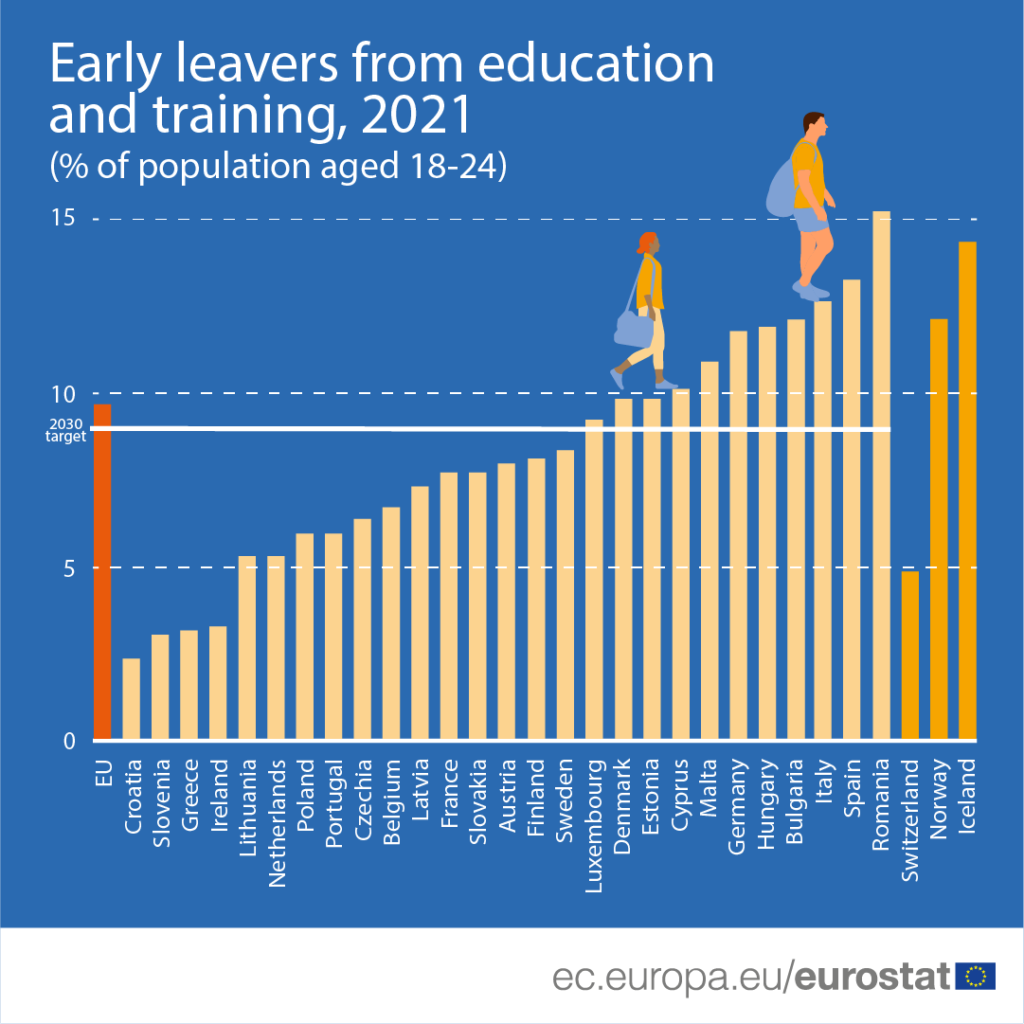 Early leavers from education
and training, 2021
(% of population aged 18-24)
15
10
2030
target
5
0
EU
Croatia
Slovenia
Greece
Ireland
Lithuania
Netherlands
Poland
Portugal
Czechia
Belgium
Latvia
France
Slovakia
Austria
Finland
Sweden
Luxembourg
Denmark
Estonia
Cyprus
Malta
Germany
Hungary
Bulgaria
Italy
Spain
Romania
Switzerland
Norway
Iceland
ec.europa.eu/eurostat